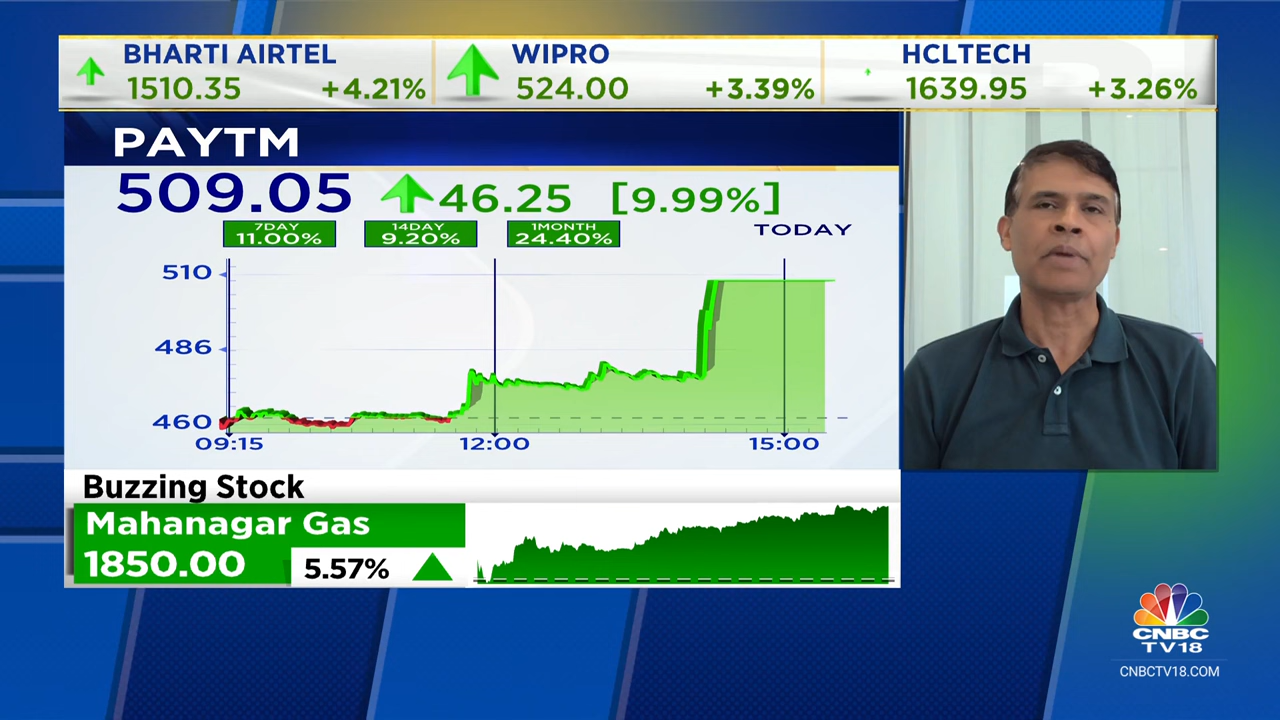 BHARTI AIRTEL WIPRO HCLTECH
1510.35 +4.21% 524.00 +3.39% 1639.95 +3.26%
PAYTM
509.05 46.25 [9.99%]
7DAY 14DAY 1MONTH
11.00% 9.20% 24.40%
TODAY
510
486
460
09:15 12:00 15:00
Buzzing Stock
Mahanagar Gas
1850.00 5.57%
CNBC
TV18
CNBCTV18.COM